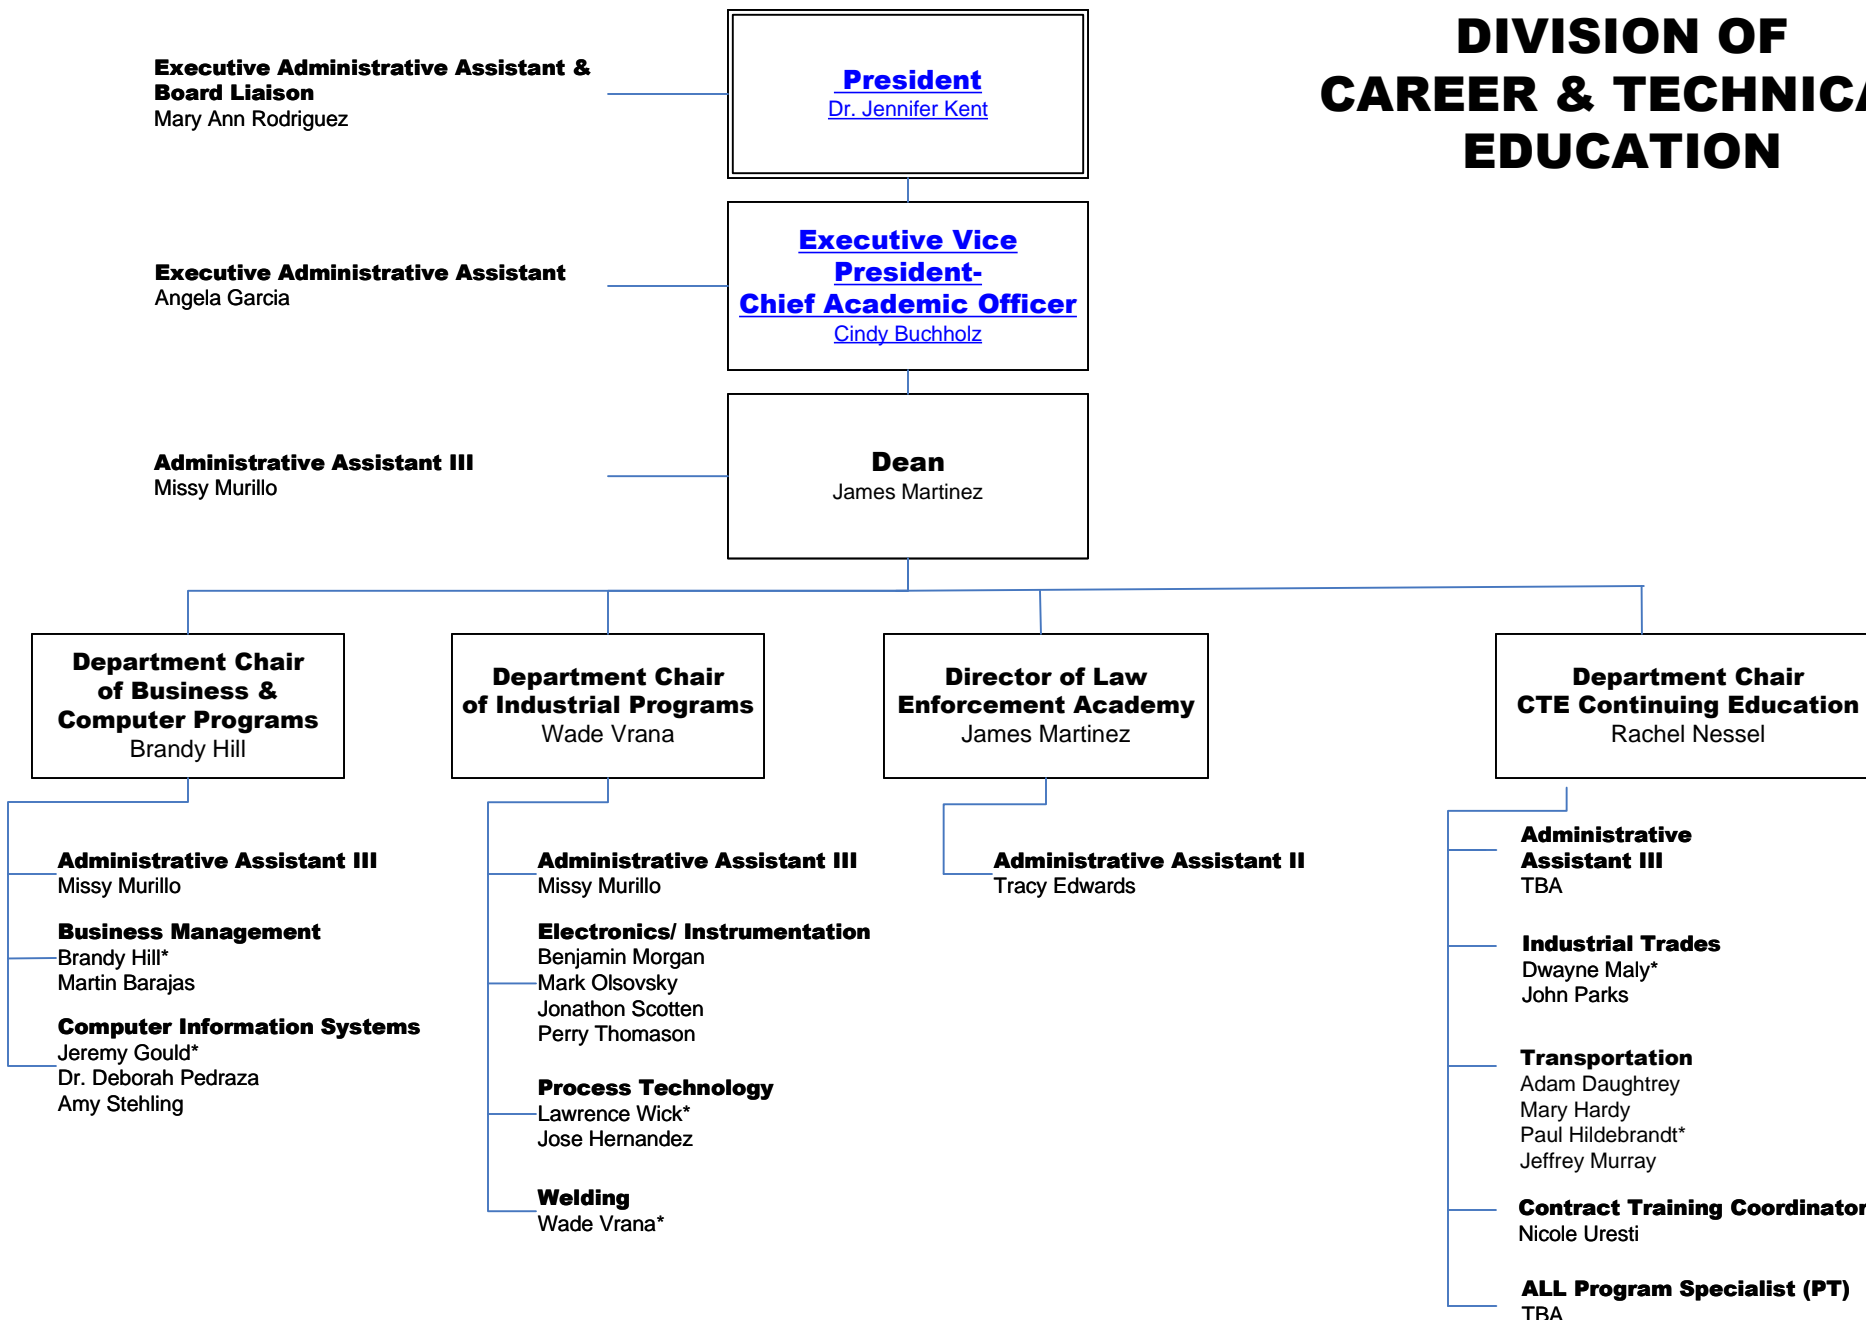 DIVISION OF
CAREER & TECHNICA
EDUCATION
Executive Administrative Assistant &
Board Liaison
Mary Ann Rodriguez
President
Dr. Jennifer Kent
Executive Administrative Assistant
Angela Garcia
Executive Vice
President-
Chief Academic Officer
Cindy Buchholz
Administrative Assistant III
Missy Murillo
Dean
James Martinez
Department Chair
of Business &
Computer Programs
Brandy Hill
Department Chair
of Industrial Programs
Wade Vrana
Director of Law
Enforcement Academy
James Martinez
Department Chair
CTE Continuing Education
Rachel Nessel
Administrative Assistant III
Missy Murillo
Business Management
Brandy Hill*
Martin Barajas
Computer Information Systems
Jeremy Gould*
Dr. Deborah Pedraza
Amy Stehling
Administrative Assistant III
Missy Murillo
Electronics/ Instrumentation
Benjamin Morgan
Mark Olsovsky
Jonathon Scotten
Perry Thomason
Process Technology
Lawrence Wick*
Jose Hernandez
Welding
Wade Vrana*
Administrative Assistant II
Tracy Edwards
Administrative
Assistant III
TBA
Industrial Trades
Dwayne Maly*
John Parks
Transportation
Adam Daughtrey
Mary Hardy
Paul Hildebrandt*
Jeffrey Murray
Contract Training Coordinator
Nicole Uresti
ALL Program Specialist (PT)
TBA